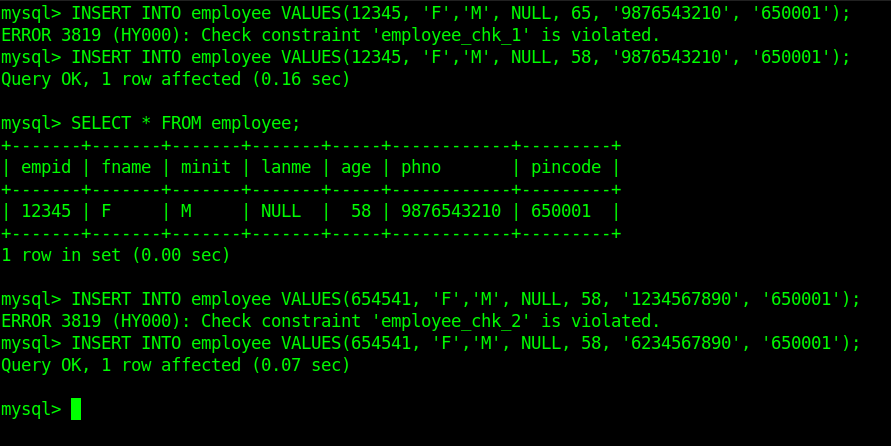 mysql> INSERT INTO employee VALUES(12345, 'F','M', NULL, 65, '9876543210', '650001');
ERROR 3819 (HY000): Check constraint 'employee_chk_1' is violated.
mysql> INSERT INTO employee VALUES(12345, 'F','M', NULL, 58, '9876543210', '650001');
Query OK, 1 row affected (0.16 sec)
mysql> SELECT * FROM employee;
+-------+-------+-------+-------+-----+------------+---------+
| empid | fname | minit | lanme | age | phno       | pincode |
+-------+-------+-------+-------+-----+------------+---------+
| 12345 | F     | M     | NULL  |  58 | 9876543210 | 650001  |
+-------+-------+-------+-------+-----+------------+---------+
1 row in set (0.00 sec)
mysql> INSERT INTO employee VALUES(654541, 'F','M', NULL, 58, '1234567890', '650001');
ERROR 3819 (HY000): Check constraint 'employee_chk_2' is violated.
mysql> INSERT INTO employee VALUES(654541, 'F','M', NULL, 58, '6234567890', '650001');
Query OK, 1 row affected (0.07 sec)
mysql>